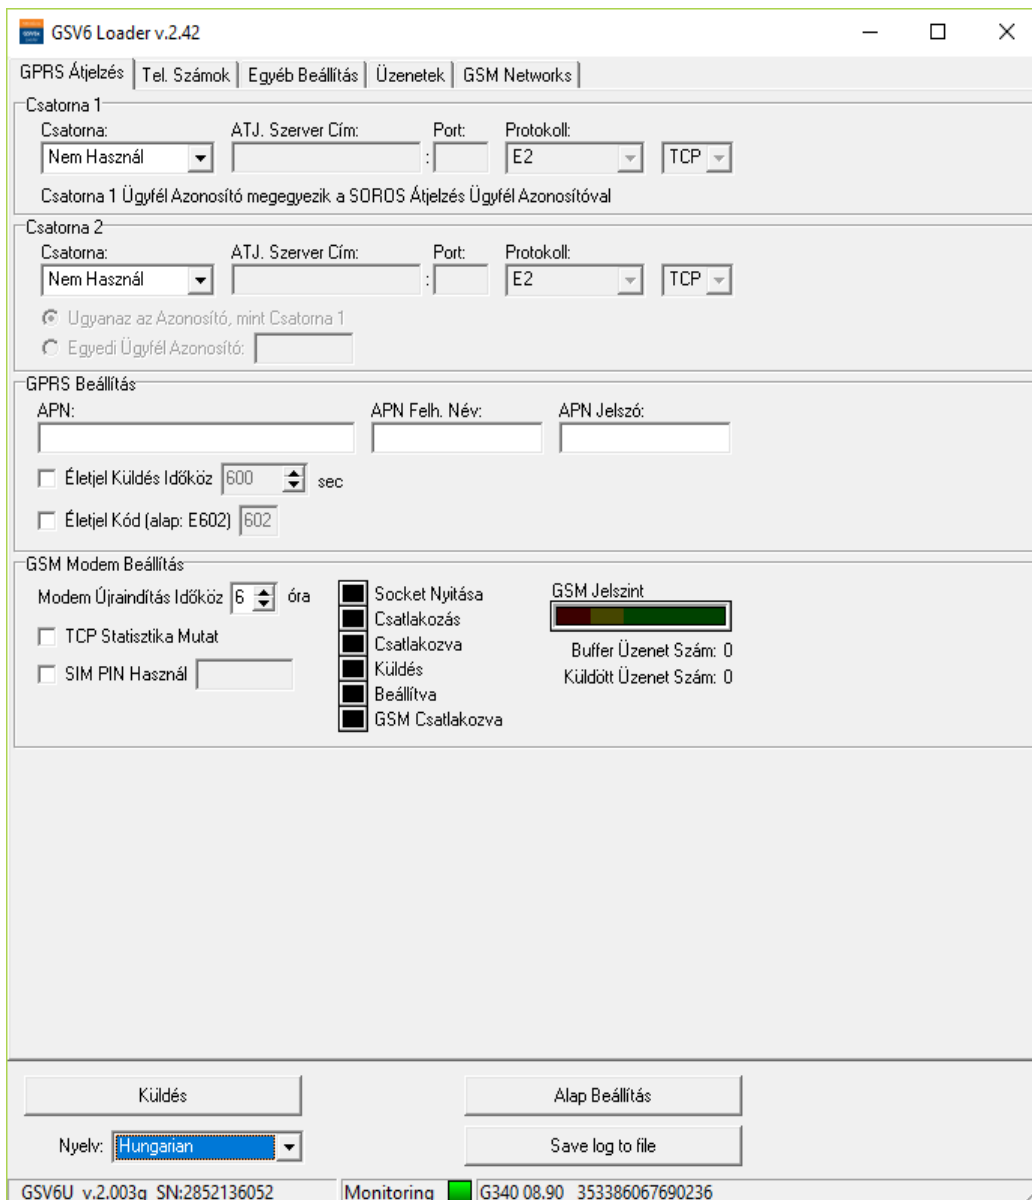 GSV6 Loader v.2.42
GPRS Átjelzés Tel. Számok Egyéb Beállítás Üzenetek GSM Networks
Csatorna 1
Csatorna: ATJ. Szerver Cím: Port: Protokoll:
Nem Használ : E2 TCP
Csatorna 1 Ügyfél Azonosító megegyezik a SOROS Átjelzés Ügyfél Azonosítóval
Csatorna 2
Csatorna: ATJ. Szerver Cím: Port: Protokoll:
Nem Használ : E2 TCP
Ugyanaz az Azonosító, mint Csatorna 1
Egyedi Ügyfél Azonosító:
GPRS Beállítás
APN: APN Felh. Név: APN Jelszó:
Életjel Küldés Időköz 600 sec
Életjel Kód (alap: E602) 602
GSM Modem Beállítás
Modem Újraindítás Időköz 6 óra
TCP Statisztika Mutat
SIM PIN Használ
Socket Nyitása
Csatlakozás
Csatlakozva
Küldés
Beállítva
GSM Csatlakozva
GSM Jelszint
Buffer Üzenet Szám: 0
Küldött Üzenet Szám: 0
Küldés Alap Beállítás
Nyelv: Hungarian Save log to file
GSV6U v.2.003g SN:2852136052 Monitoring G340 08.90 353386067690236